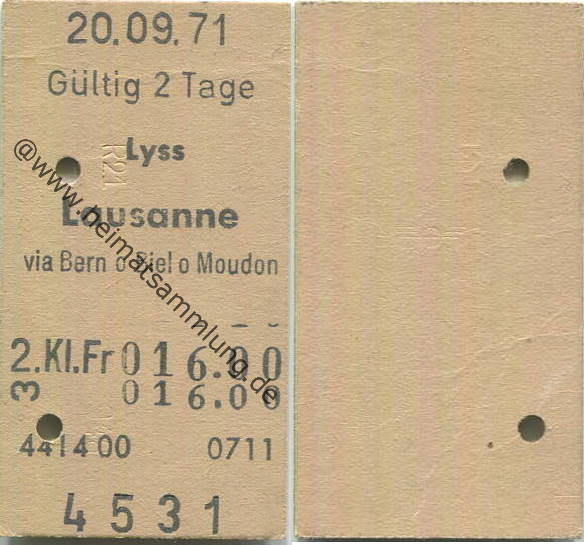 20.09.71
Gültig 2 Tage
Lyss
R21
Lausanne
via Bern o Biel o Moudon
2.Kl.Fr 016.00
3 016.00
441400 0711
4531
@www.heimatsammlung.de